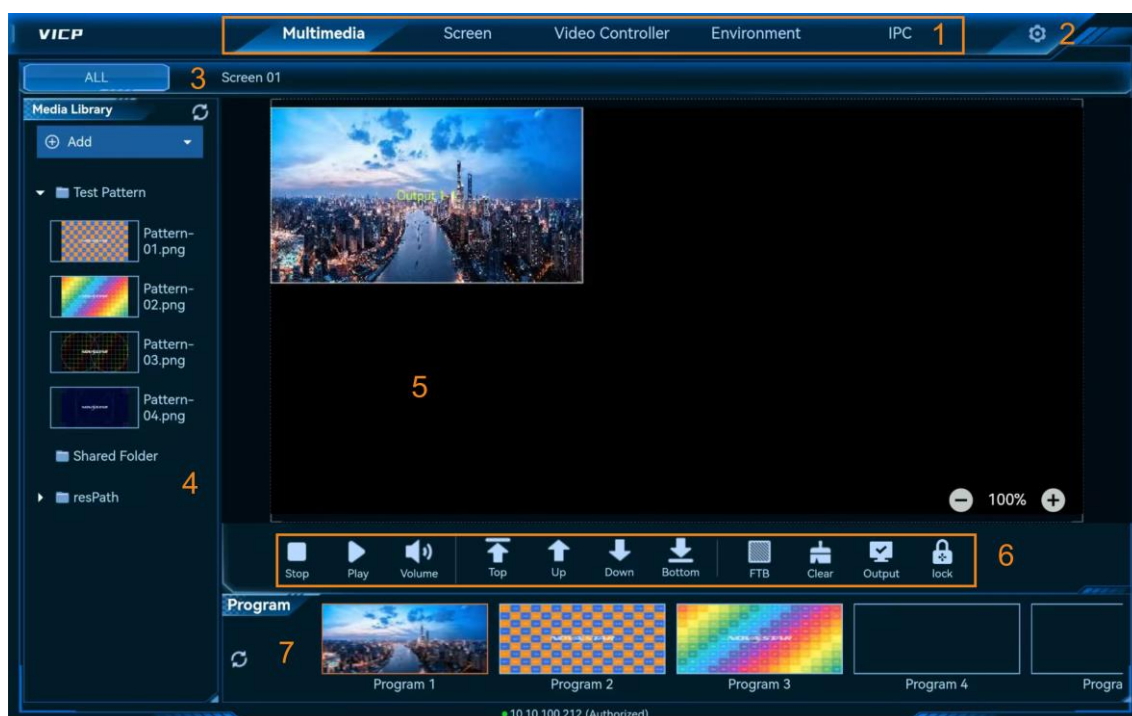 VICP
Multimedia
Screen
Video Controller
Environment
IPC
1
2
ALL
3
Screen 01
Media Library
Add
Test Pattern
Pattern-
01.png
Pattern-
02.png
Pattern-
03.png
Pattern-
04.png
Shared Folder
4
resPath
Output 1-1
5
100%
Stop
Play
Volume
Top
Up
Down
Bottom
FTB
Clear
Output
lock
6
Program
7
NOVASTAR
NOVASTAR
Program 1
Program 2
Program 3
Program 4
Progra
10.10.100.212 (Authorized)